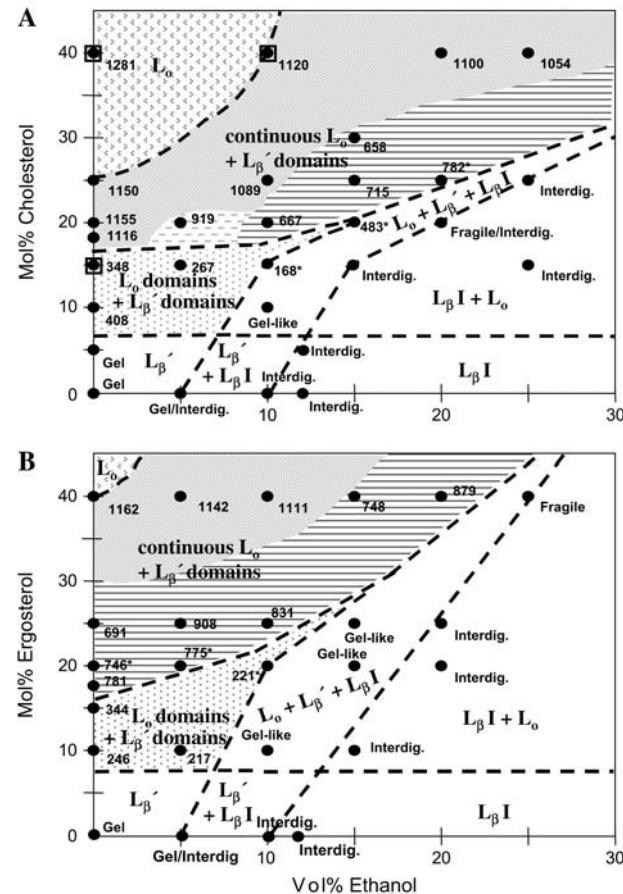 A
40
30
20
10
0
Mol% Cholesterol
1281
Lₒ
1120
1100
1054
658
continuous Lₒ
+ Lβ´ domains
1150
1089
715
782*
Interdig.
1155
919
667
483*
Lₒ + Lβ´ + LβI
Fragile/Interdig.
1116
348
267
168*
Interdig.
Interdig.
Lₒ domains
+ Lβ´ domains
LβI + Lₒ
408
Gel-like
Gel
Lβ´
Lβ´
+ LβI
Interdig.
Gel
Interdig.
LβI
Gel/Interdig.
Interdig.
10
20
30
B
40
30
20
10
0
Mol% Ergosterol
Lₒ
1162
1142
1111
748
879
Fragile
continuous Lₒ
+ Lβ´ domains
691
908
831
Gel-like
Interdig.
746*
775*
221*
Gel-like
Interdig.
781
Lₒ + Lβ´ + LβI
344
Lₒ domains
+ Lβ´ domains
LβI + Lₒ
246
217
Gel-like
Interdig.
Lβ´
Lβ´
+ LβI
Interdig.
LβI
Gel
Gel/Interdig
Interdig.
10
20
30
Vol% Ethanol